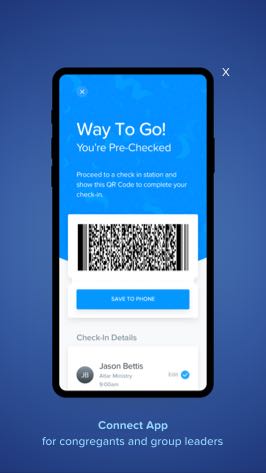 X
Way To Go!
You're Pre-Checked
Proceed to a check in station and
show this QR Code to complete your
check-in.
SAVE TO PHONE
Check-In Details
JB
Jason Bettis
Altar Ministry
9:00am
Edit
Connect App
for congregants and group leaders